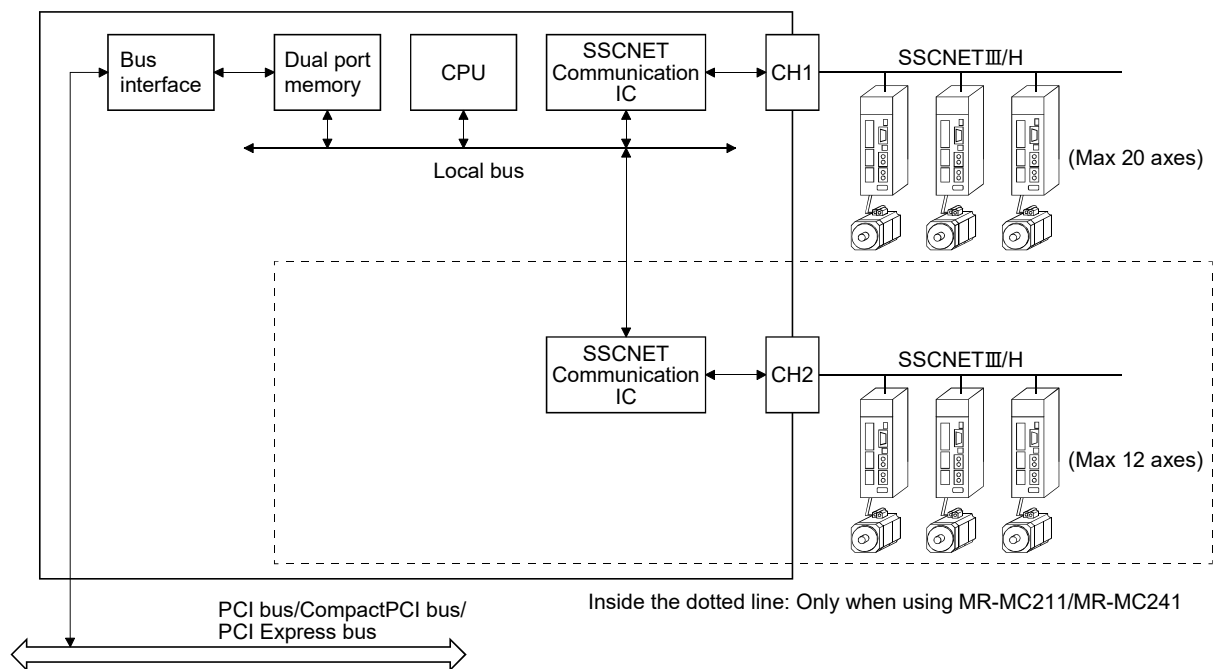 Bus
interface
Dual port
memory
CPU
SSCNET
Communication
IC
CH1
SSCNETⅢ/H
(Max 20 axes)
Local bus
SSCNET
Communication
IC
CH2
SSCNETⅢ/H
(Max 12 axes)
PCI bus/CompactPCI bus/
PCI Express bus
Inside the dotted line: Only when using MR-MC211/MR-MC241